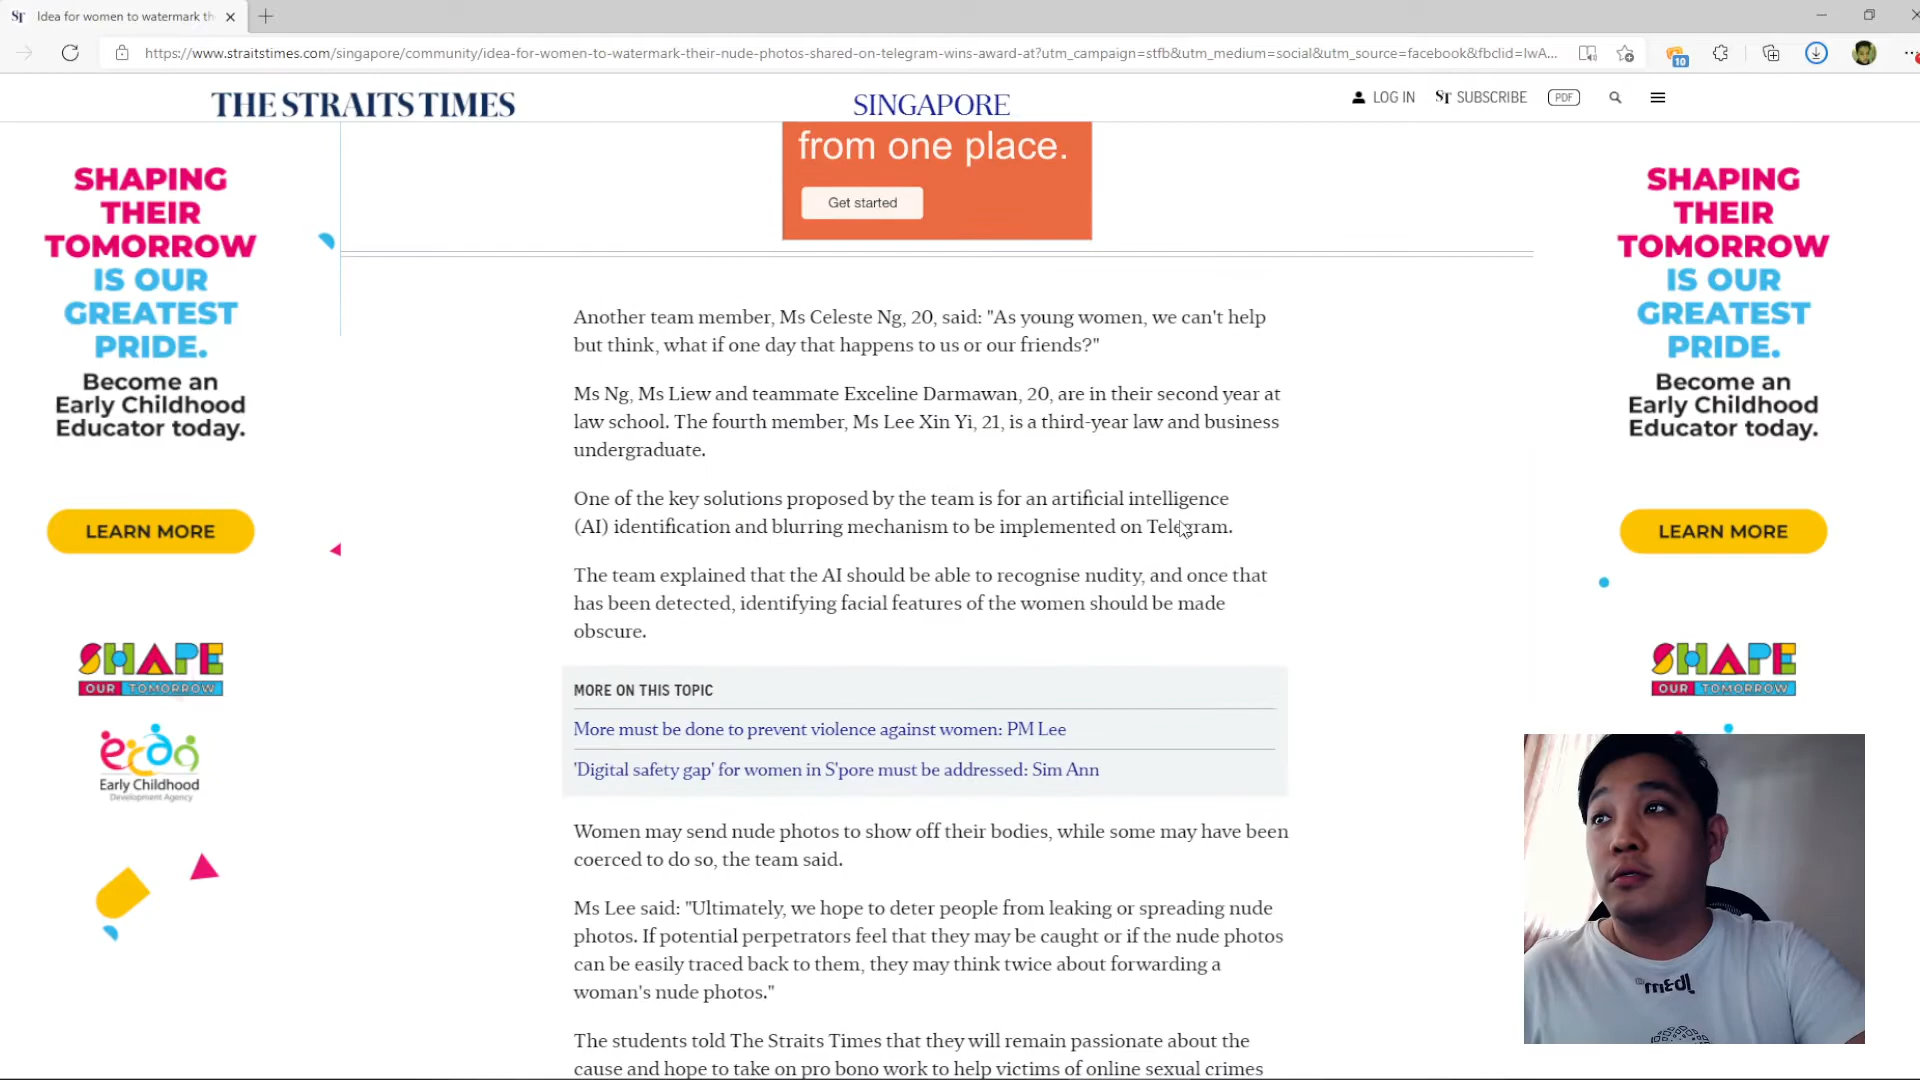 Idea for women to watermark th
https://www.straitstimes.com/singapore/community/idea-for-women-to-watermark-their-nude-photos-shared-on-telegram-wins-award-at?utm_campaign=stfb&utm_medium=social&utm_source=facebook&fbclid=IwA...
10
THE STRAITS TIMES
SINGAPORE
LOG IN
ST SUBSCRIBE
PDF
from one place.
Get started
SHAPING
THEIR
TOMORROW
IS OUR
GREATEST
PRIDE.
Become an
Early Childhood
Educator today.
LEARN MORE
SHAPE
OUR TOMORROW
ecda
Early Childhood
Development Agency
Another team member, Ms Celeste Ng, 20, said: "As young women, we can't help
but think, what if one day that happens to us or our friends?"
Ms Ng, Ms Liew and teammate Exceline Darmawan, 20, are in their second year at
law school. The fourth member, Ms Lee Xin Yi, 21, is a third-year law and business
undergraduate.
One of the key solutions proposed by the team is for an artificial intelligence
(AI) identification and blurring mechanism to be implemented on Telegram.
The team explained that the AI should be able to recognise nudity, and once that
has been detected, identifying facial features of the women should be made
obscure.
MORE ON THIS TOPIC
More must be done to prevent violence against women: PM Lee
'Digital safety gap' for women in S'pore must be addressed: Sim Ann
Women may send nude photos to show off their bodies, while some may have been
coerced to do so, the team said.
Ms Lee said: "Ultimately, we hope to deter people from leaking or spreading nude
photos. If potential perpetrators feel that they may be caught or if the nude photos
can be easily traced back to them, they may think twice about forwarding a
woman's nude photos."
The students told The Straits Times that they will remain passionate about the
cause and hope to take on pro bono work to help victims of online sexual crimes
SHAPING
THEIR
TOMORROW
IS OUR
GREATEST
PRIDE.
Become an
Early Childhood
Educator today.
LEARN MORE
SHAPE
OUR TOMORROW